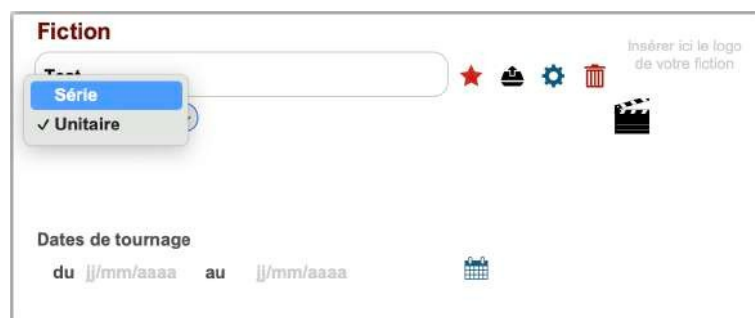 Fiction
Insérer ici le logo
de votre fiction
Test
Série
✓ Unitaire
Dates de tournage
du jj/mm/aaaa au jj/mm/aaaa